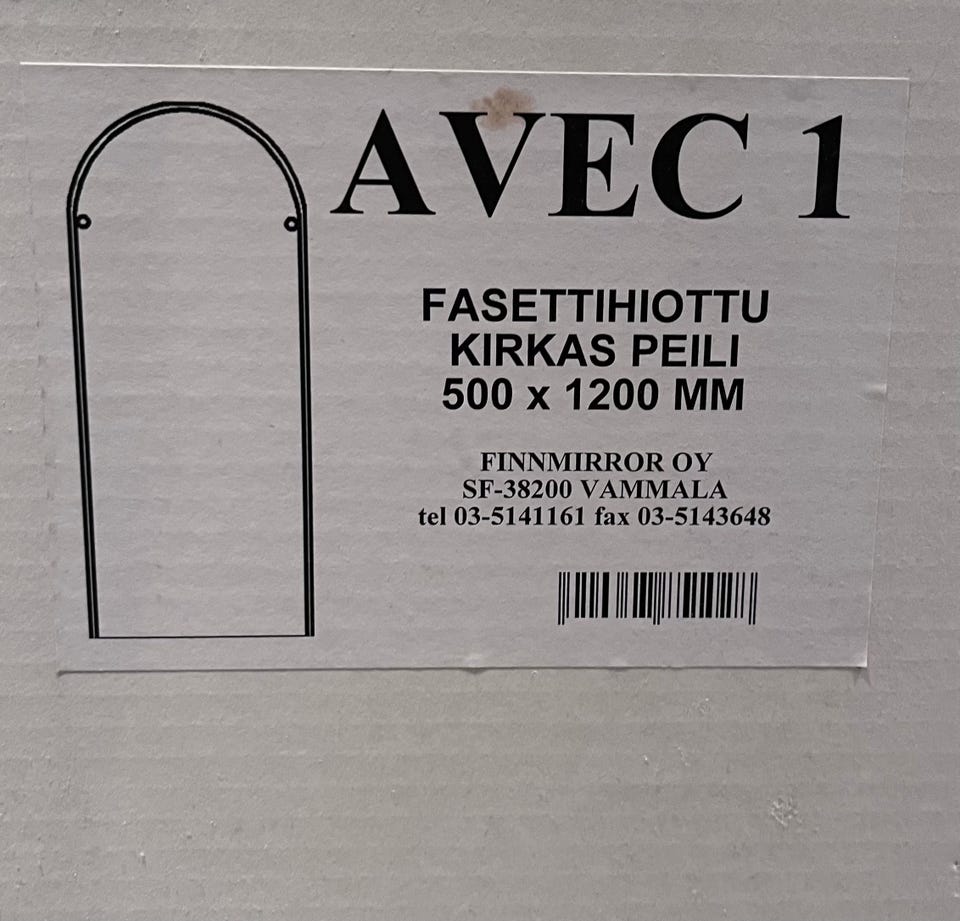 AVEC 1
FASETTIHIOTTU
KIRKAS PEILI
500 x 1200 MM
FINNMIRROR OY
SF-38200 VAMMALA
tel 03-5141161 fax 03-5143648